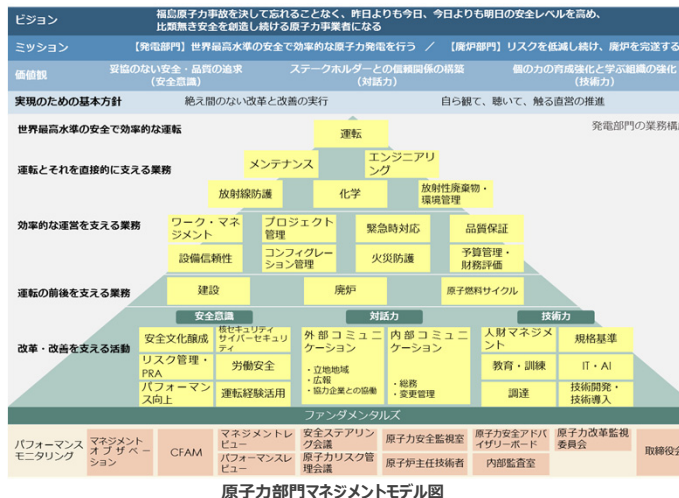 ビジョン
福島原子力事故を決して忘れることなく、昨日よりも今日、今日よりも明日の安全レベルを高め、
比類無き安全を創造し続ける原子力事業者になる
ミッション
【発電部門】世界最高水準の安全で効率的な原子力発電を行う ／ 【廃炉部門】リスクを低減し続け、廃炉を完遂する
価値観
妥協のない安全・品質の追求
(安全意識)
ステークホルダーとの信頼関係の構築
(対話力)
個の力の育成強化と学ぶ組織の強化
(技術力)
実現のための基本方針
絶え間のない改革と改善の実行
自ら観て、聴いて、触る直営の推進
発電部門の業務構成
世界最高水準の安全で効率的な運転
運転
運転とそれを直接的に支える業務
メンテナンス
エンジニアリ
ング
放射線防護
化学
放射性廃棄物・
環境管理
効率的な運営を支える業務
ワーク・マネ
ジメント
プロジェクト
管理
緊急時対応
品質保証
設備信頼性
コンフィグレー
ション管理
火災防護
予算管理・
財務評価
運転の前後を支える業務
建設
廃炉
原子燃料サイクル
改革・改善を支える活動
安全意識
対話力
技術力
安全文化醸成
核セキュリティ
サイバーセキュリ
ティ
リスク管理・
PRA
労働安全
パフォーマン
ス向上
運転経験活用
外部コミュニ
ケーション
・立地地域
・広報
・協力企業との協働
内部コミュニ
ケーション
・総務
・変更管理
人財マネジメ
ント
規格基準
教育・訓練
IT・AI
調達
技術開発・
技術導入
ファンダメンタルズ
パフォーマンス
モニタリング
マネジメント
オブザベー
ション
CFAM
マネジメントレ
ビュー
パフォーマンスレ
ビュー
安全ステアリン
グ会議
原子力リスク管
理会議
原子力安全監視室
原子炉主任技術者
原子力安全アドバ
イザリーボード
内部監査室
原子力改革監視
委員会
取締役会
原子力部門マネジメントモデル図